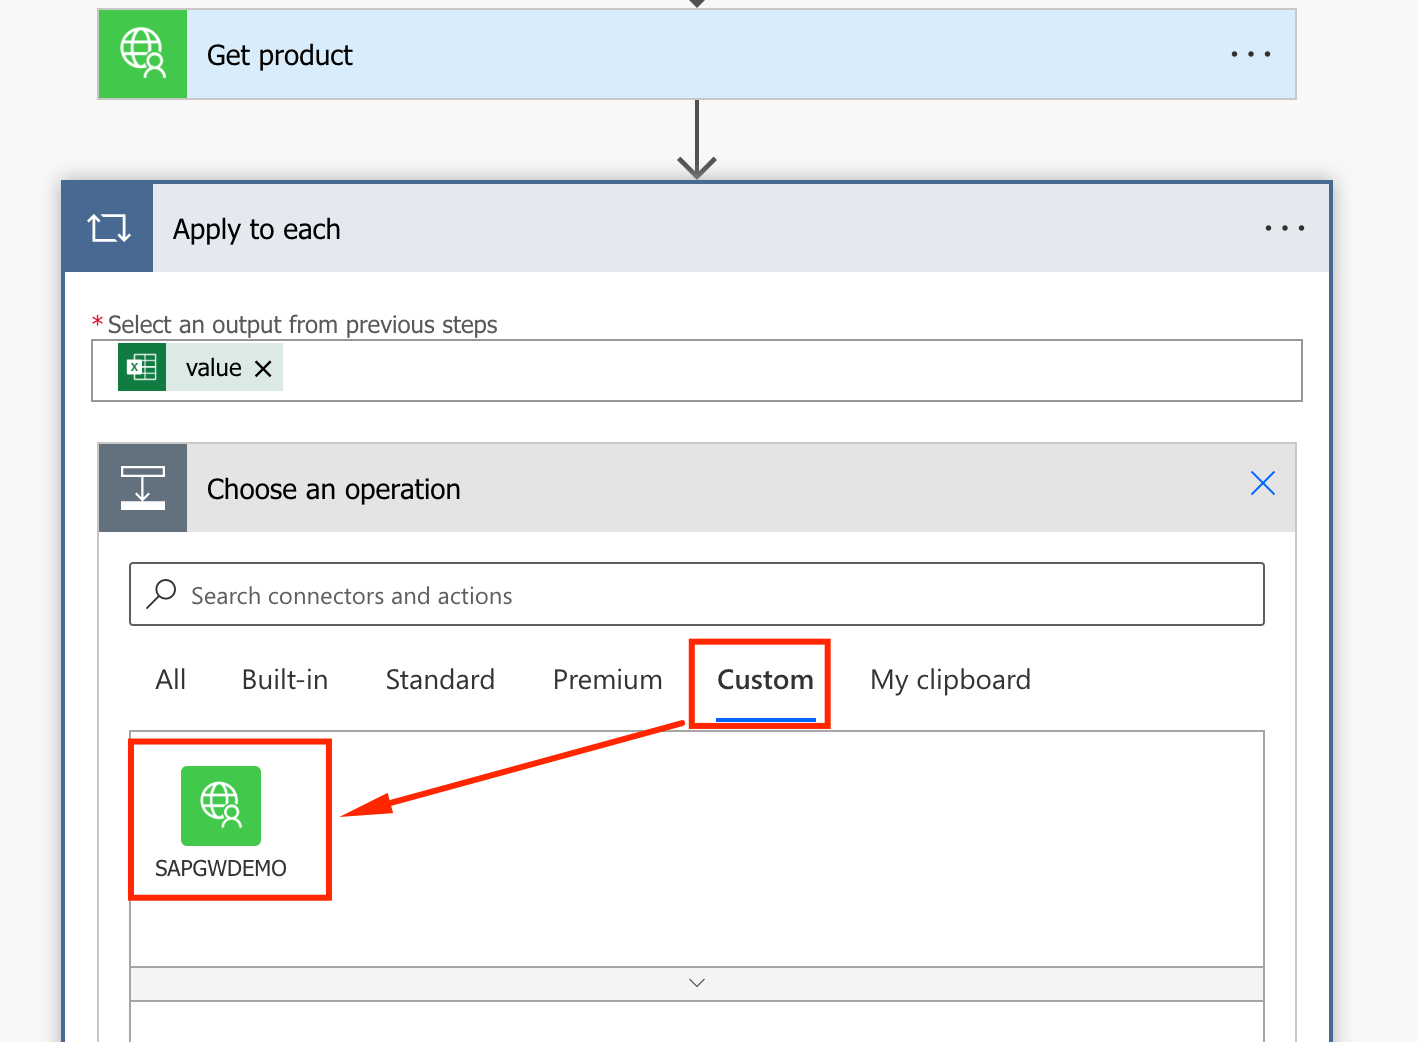 Get product
Apply to each
*Select an output from previous steps
value
Choose an operation
Search connectors and actions
All Built-in Standard Premium Custom My clipboard
SAPGWDEMO